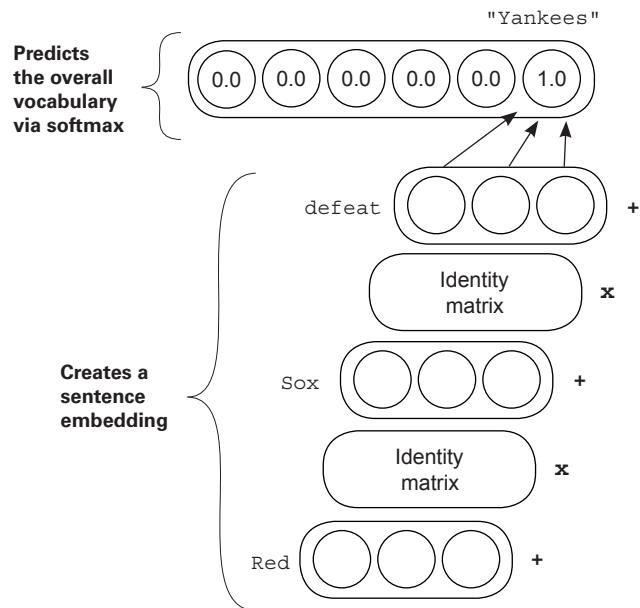 "Yankees"
Predicts
the overall
vocabulary
via softmax
0.0 0.0 0.0 0.0 0.0 1.0
defeat +
Identity
matrix x
Creates a
sentence
embedding
Sox +
Identity
matrix x
Red +